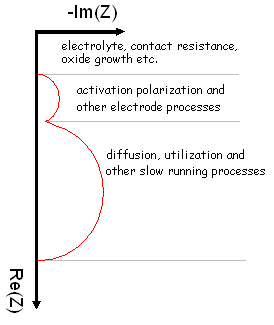 -Im(Z)
electrolyte, contact resistance,
oxide growth etc.
activation polarization and
other electrode processes
diffusion, utilization and
other slow running processes
Re(Z)